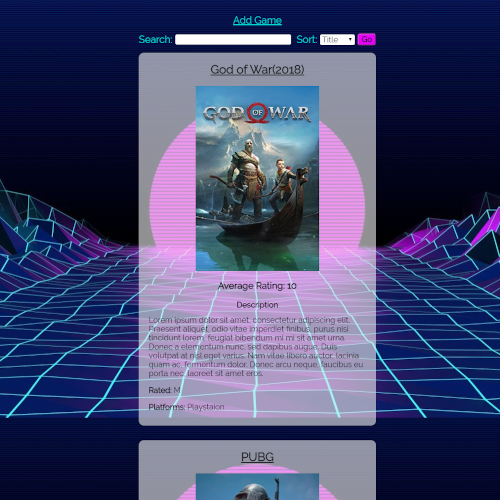 Add Game
Search: Sort: Title Go
God of War(2018)
GOD OF WAR
Average Rating: 10
Description
Lorem ipsum dolor sit amet, consectetur adipiscing elit.
Praesent aliquet, odio vitae imperdiet finibus, purus nisl
tincidunt lorem, feugiat bibendum mi mi sit amet urna.
Donec a elementum nunc, sed dapibus augue. Duis
volutpat at nisl eget varius. Nam vitae libero auctor, lacinia
quam ac, fermentum dolor. Donec arcu neque, faucibus eu
porta nec, laoreet sit amet eros.
Rated: M
Platforms: Playstaion
PUBG